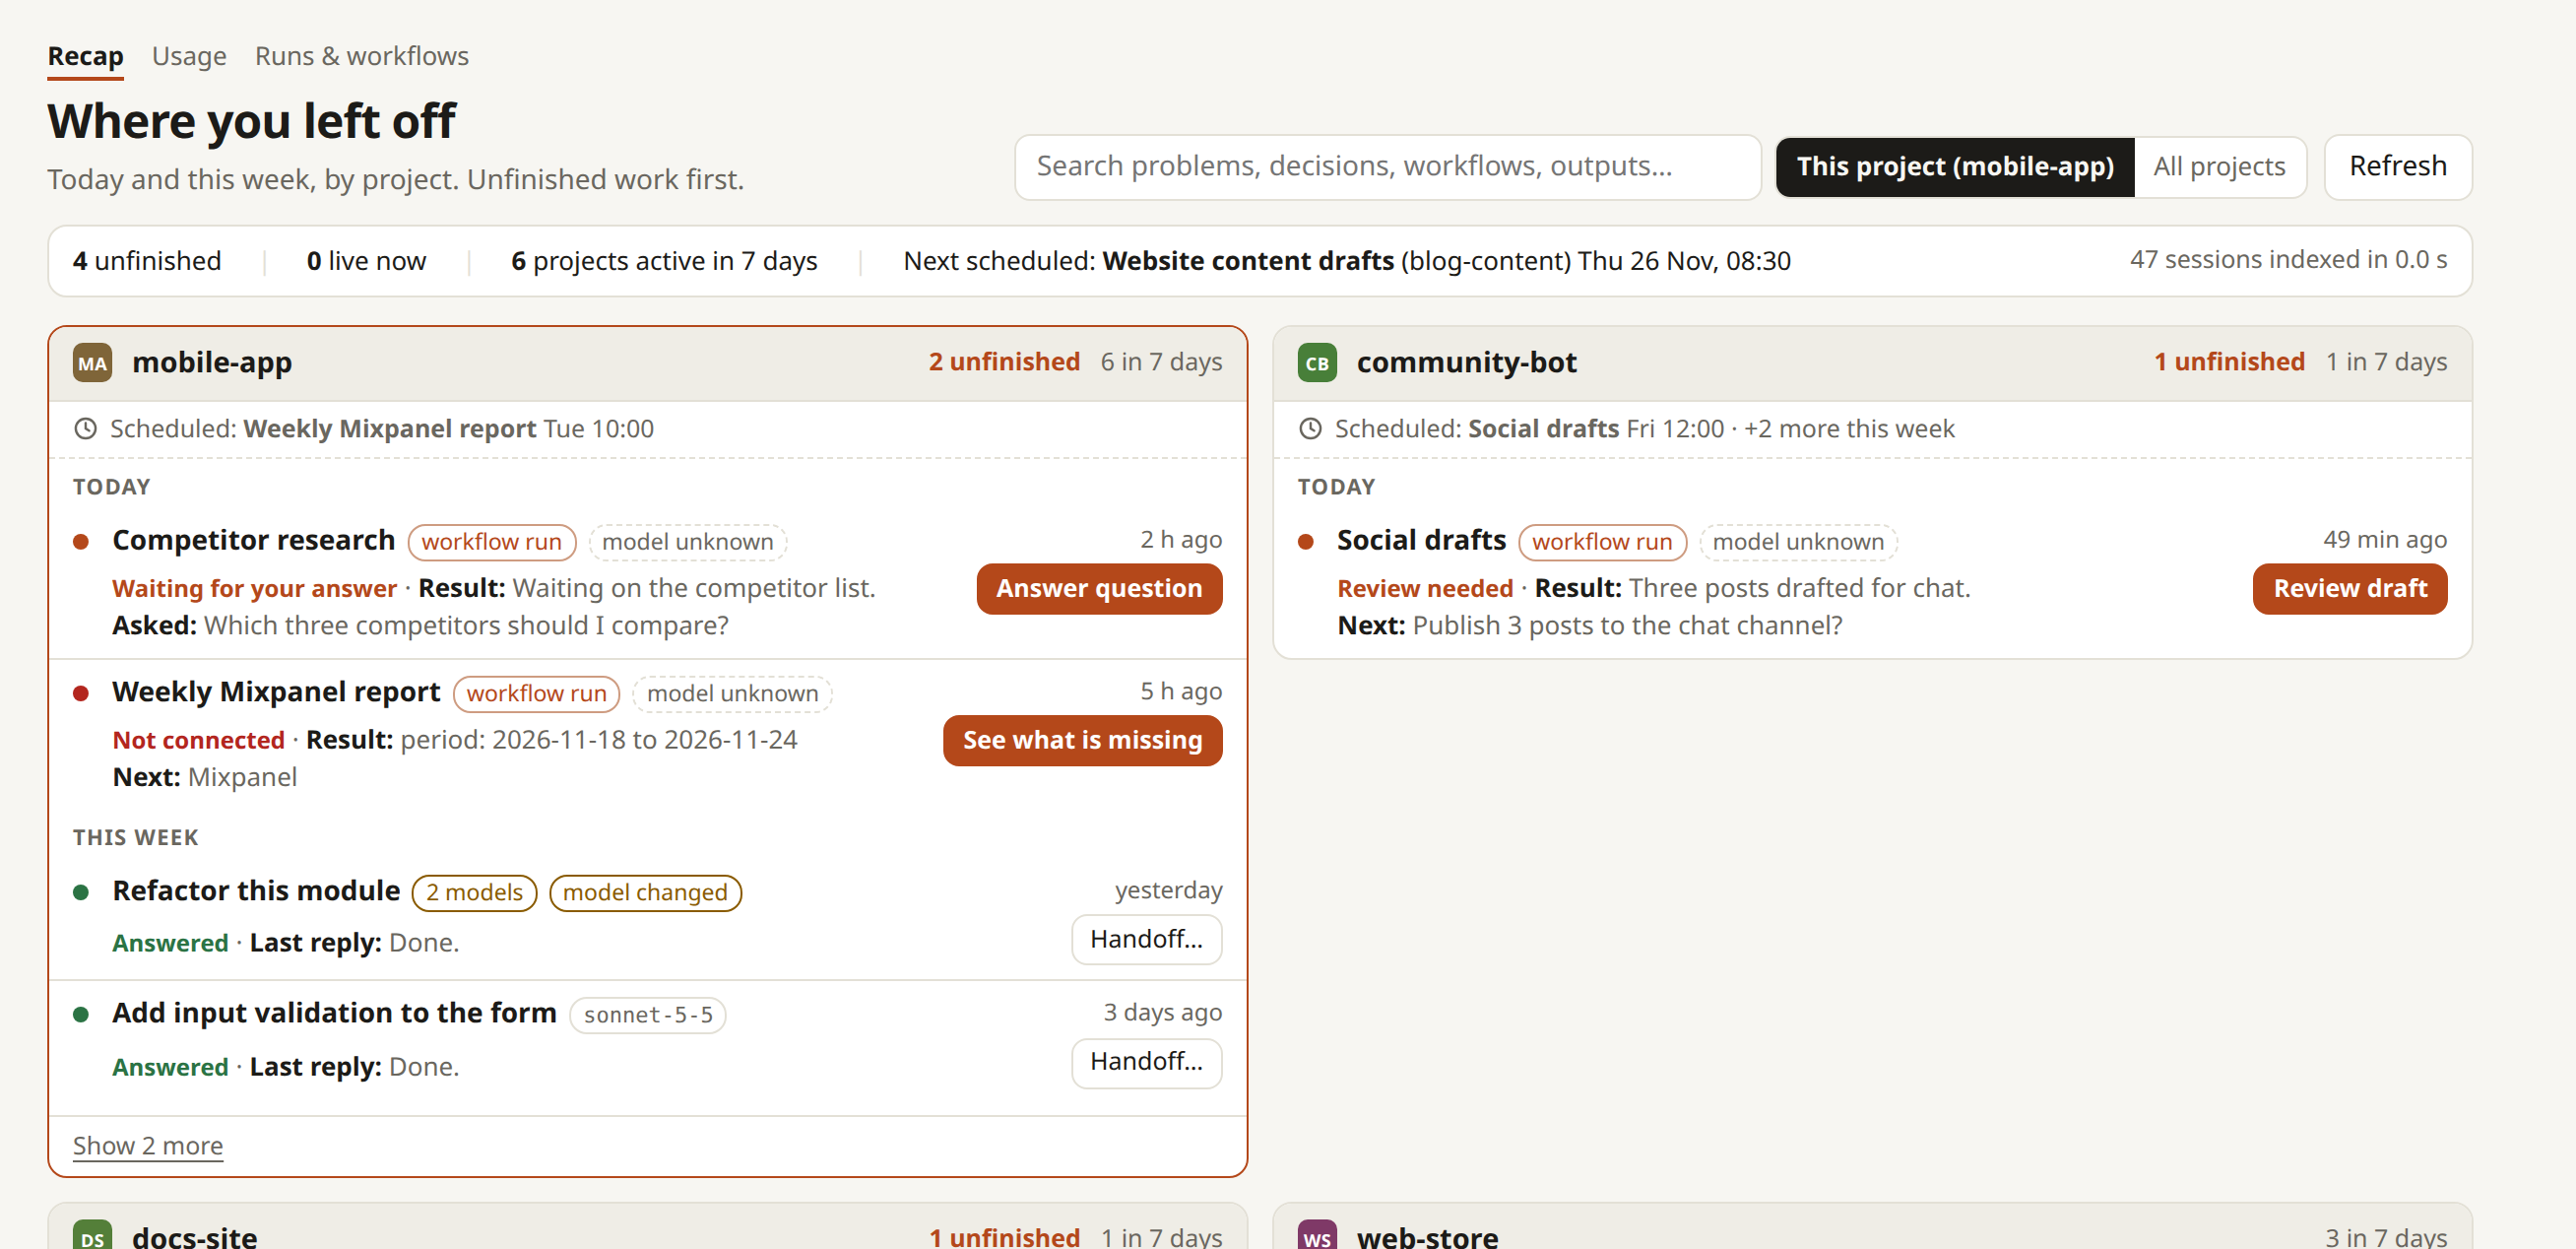 Recap Usage Runs & workflows
Where you left off
Today and this week, by project. Unfinished work first.
Search problems, decisions, workflows, outputs... This project (mobile-app) All projects Refresh
4 unfinished 0 live now 6 projects active in 7 days Next scheduled: Website content drafts (blog-content) Thu 26 Nov, 08:30 47 sessions indexed in 0.0 s
MA mobile-app 2 unfinished 6 in 7 days
Scheduled: Weekly Mixpanel report Tue 10:00
TODAY
Competitor research workflow run model unknown 2 h ago
Waiting for your answer · Result: Waiting on the competitor list. Answer question
Asked: Which three competitors should I compare?
Weekly Mixpanel report workflow run model unknown 5 h ago
Not connected · Result: period: 2026-11-18 to 2026-11-24 See what is missing
Next: Mixpanel
THIS WEEK
Refactor this module 2 models model changed yesterday
Answered · Last reply: Done. Handoff...
Add input validation to the form sonnet-5-5 3 days ago
Answered · Last reply: Done. Handoff...
Show 2 more
CB community-bot 1 unfinished 1 in 7 days
Scheduled: Social drafts Fri 12:00 · +2 more this week
TODAY
Social drafts workflow run model unknown 49 min ago
Review needed · Result: Three posts drafted for chat. Review draft
Next: Publish 3 posts to the chat channel?
DS docs-site 1 unfinished 1 in 7 days
WS web-store 3 in 7 days